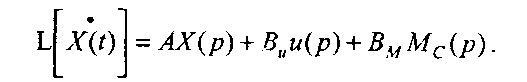 L[Ẋ(t)] = AX(p) + B_u u(p) + B_M M_C(p).